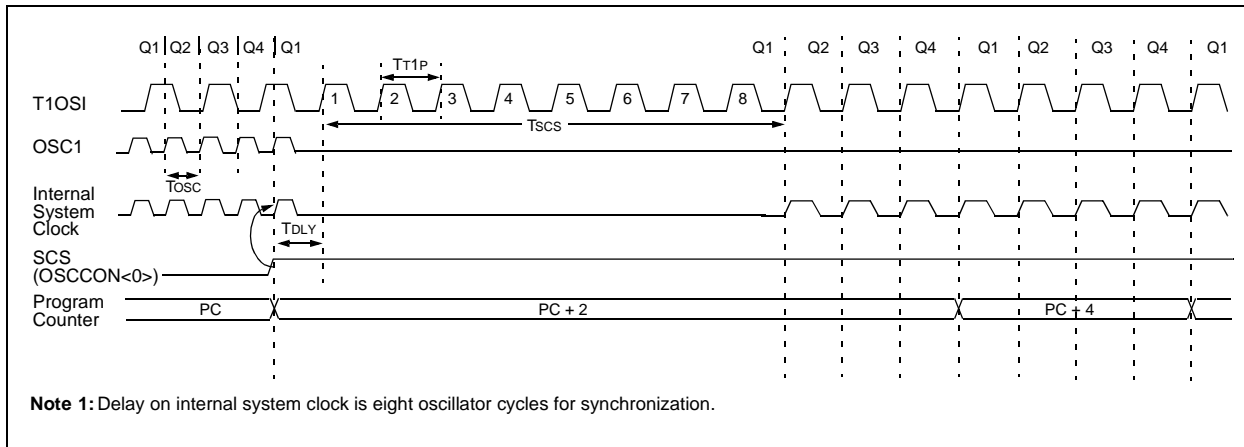 Q1 Q2 Q3 Q4 Q1 Q1 Q2 Q3 Q4 Q1 Q2 Q3 Q4 Q1
TT1P
T1OSI
1 2 3 4 5 6 7 8
TSCS
OSC1
TOSC
Internal
System
Clock
TDLY
SCS
(OSCCON<0>)
Program
Counter
PC PC + 2 PC + 4
Note 1: Delay on internal system clock is eight oscillator cycles for synchronization.